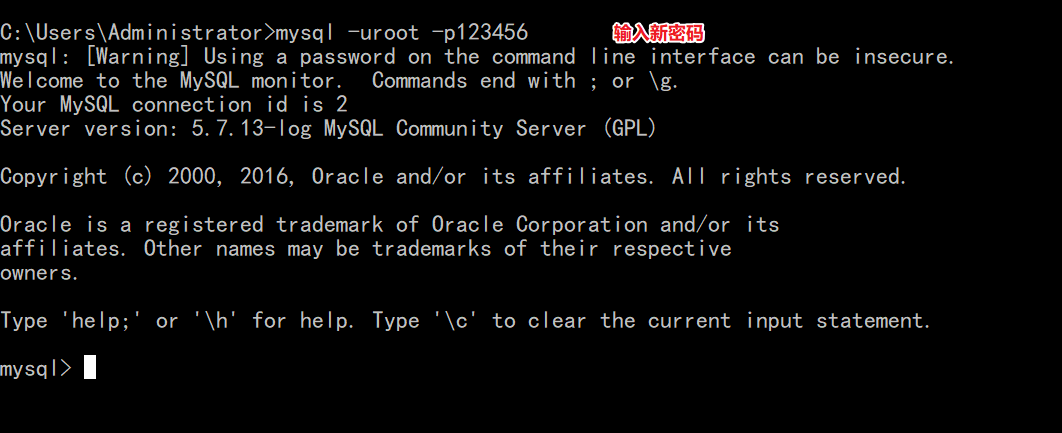 C:\Users\Administrator>mysql -uroot -p123456 输入新密码
mysql: [Warning] Using a password on the command line interface can be insecure.
Welcome to the MySQL monitor.  Commands end with ; or \g.
Your MySQL connection id is 2
Server version: 5.7.13-log MySQL Community Server (GPL)
Copyright (c) 2000, 2016, Oracle and/or its affiliates. All rights reserved.
Oracle is a registered trademark of Oracle Corporation and/or its
affiliates. Other names may be trademarks of their respective
owners.
Type 'help;' or '\h' for help. Type '\c' to clear the current input statement.
mysql>